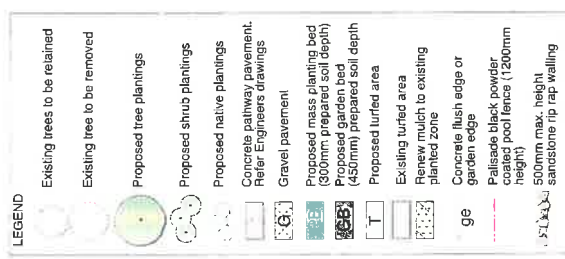 LEGEND
Existing trees to be retained
Existing tree to be removed
Proposed tree plantings
Proposed shrub plantings
Proposed native plantings
Concrete pathway pavement.
Refer Engineers drawings
G
Gravel pavement
Proposed mass planting bed
(300mm prepared soil depth)
GB
Proposed garden bed
(450mm) prepared soil depth
T
Proposed turfed area
Existing turfed area
Renew mulch to existing
planted zone
ge
Concrete flush edge or
garden edge
Palisade black powder
coated pool fence (1200mm
height)
500mm max. height
sandstone rip rap walling